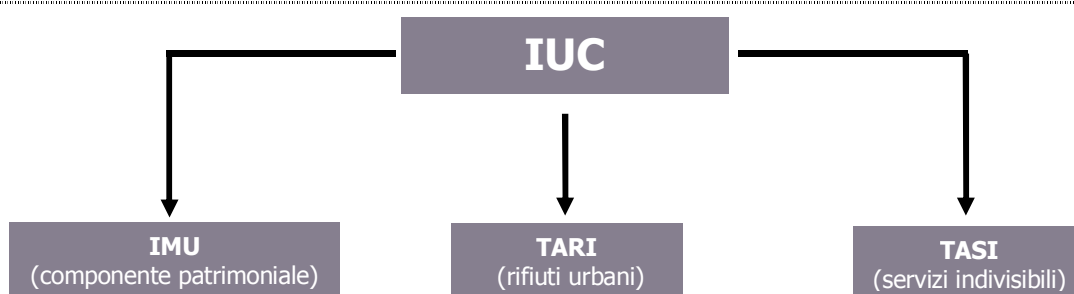 IUC
IMU
(componente patrimoniale)
TARI
(rifiuti urbani)
TASI
(servizi indivisibili)